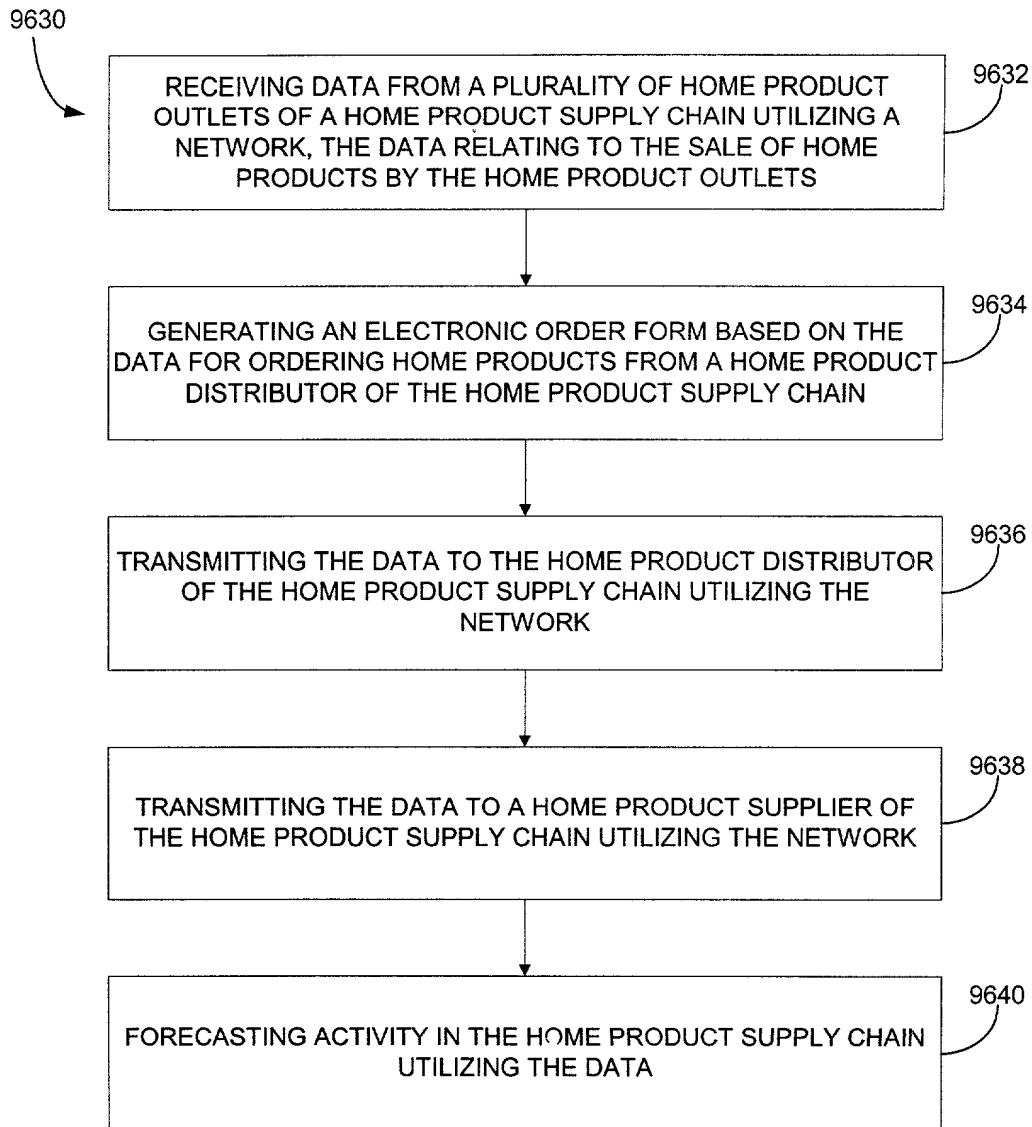 9630
RECEIVING DATA FROM A PLURALITY OF HOME PRODUCT
OUTLETS OF A HOME PRODUCT SUPPLY CHAIN UTILIZING A
NETWORK, THE DATA RELATING TO THE SALE OF HOME
PRODUCTS BY THE HOME PRODUCT OUTLETS
9632
GENERATING AN ELECTRONIC ORDER FORM BASED ON THE
DATA FOR ORDERING HOME PRODUCTS FROM A HOME PRODUCT
DISTRIBUTOR OF THE HOME PRODUCT SUPPLY CHAIN
9634
TRANSMITTING THE DATA TO THE HOME PRODUCT DISTRIBUTOR
OF THE HOME PRODUCT SUPPLY CHAIN UTILIZING THE
NETWORK
9636
TRANSMITTING THE DATA TO A HOME PRODUCT SUPPLIER OF
THE HOME PRODUCT SUPPLY CHAIN UTILIZING THE NETWORK
9638
FORECASTING ACTIVITY IN THE HOME PRODUCT SUPPLY CHAIN
UTILIZING THE DATA
9640